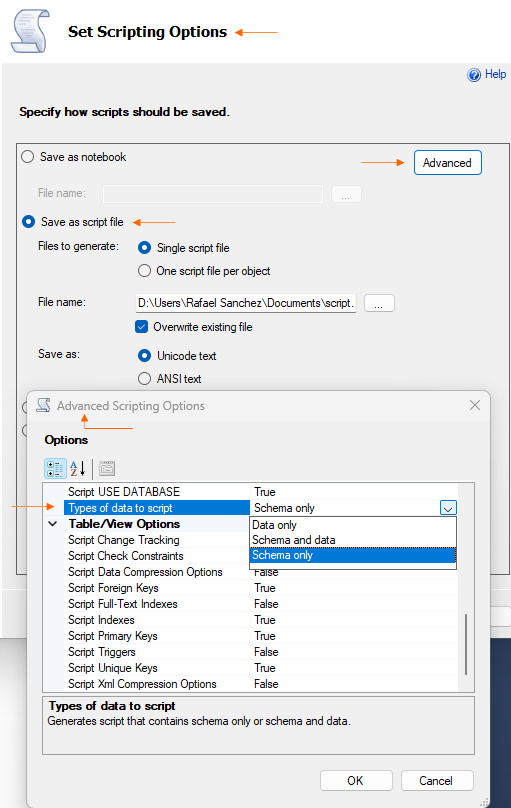 Set Scripting Options
Help
Specify how scripts should be saved.
Save as notebook
Advanced
File name:
...
Save as script file
Files to generate:
Single script file
One script file per object
File name:
D:\Users\Rafael Sanchez\Documents\script.
...
Overwrite existing file
Save as:
Unicode text
ANSI text
Advanced Scripting Options
Options
Script USE DATABASE True
Types of data to script Schema only
Data only
Schema and data
Schema only
Table/View Options
Script Change Tracking
Script Check Constraints
Script Data Compression Options False
Script Foreign Keys True
Script Full-Text Indexes False
Script Indexes True
Script Primary Keys True
Script Triggers False
Script Unique Keys True
Script Xml Compression Options False
Types of data to script
Generates script that contains schema only or schema and data.
OK
Cancel